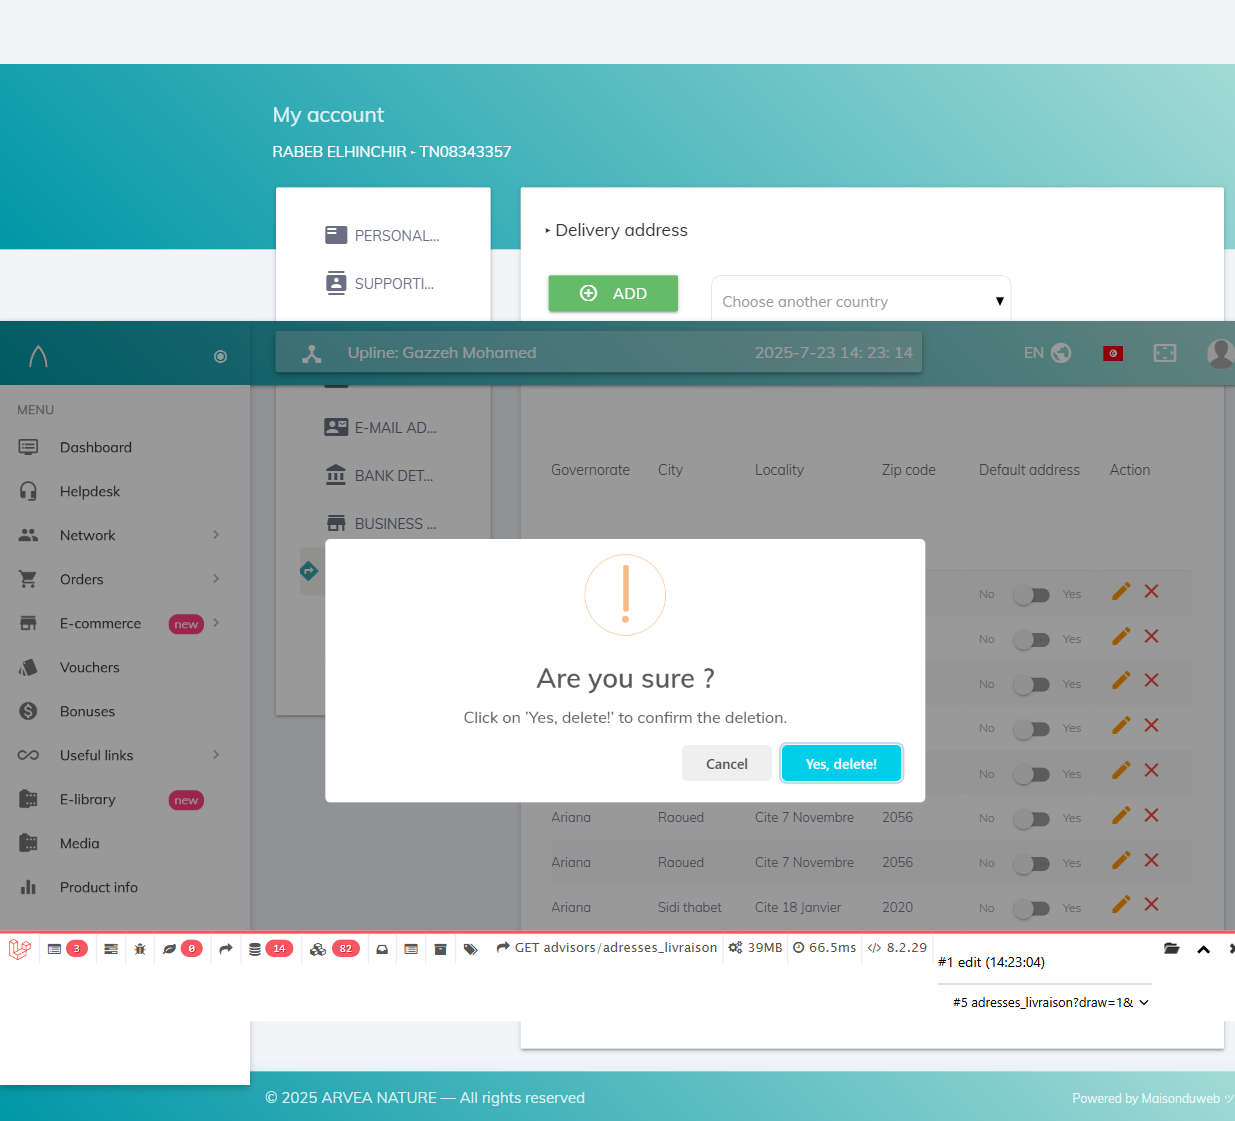 My account
RABEB ELHINCHIR - TN08343357
PERSONAL...
SUPPORTI...
Delivery address
ADD
Choose another country
Upline: Gazzeh Mohamed
2025-7-23 14: 23: 14
EN
MENU
Dashboard
Helpdesk
Network
Orders
E-commerce new
Vouchers
Bonuses
Useful links
E-library new
Media
Product info
E-MAIL AD...
BANK DET...
BUSINESS ...
Governorate City Locality Zip code Default address Action
No Yes
No Yes
No Yes
No Yes
No Yes
Are you sure ?
Click on 'Yes, delete!' to confirm the deletion.
Cancel
Yes, delete!
Ariana Raoued Cite 7 Novembre 2056 No Yes
Ariana Raoued Cite 7 Novembre 2056 No Yes
Ariana Sidi thabet Cite 18 Janvier 2020 No Yes
3 0 14 82 GET advisors/adresses_livraison 39MB 66.5ms 8.2.29
#1 edit (14:23:04)
#5 adresses_livraison?draw=1&
© 2025 ARVEA NATURE — All rights reserved
Powered by Maisonduweb ツ